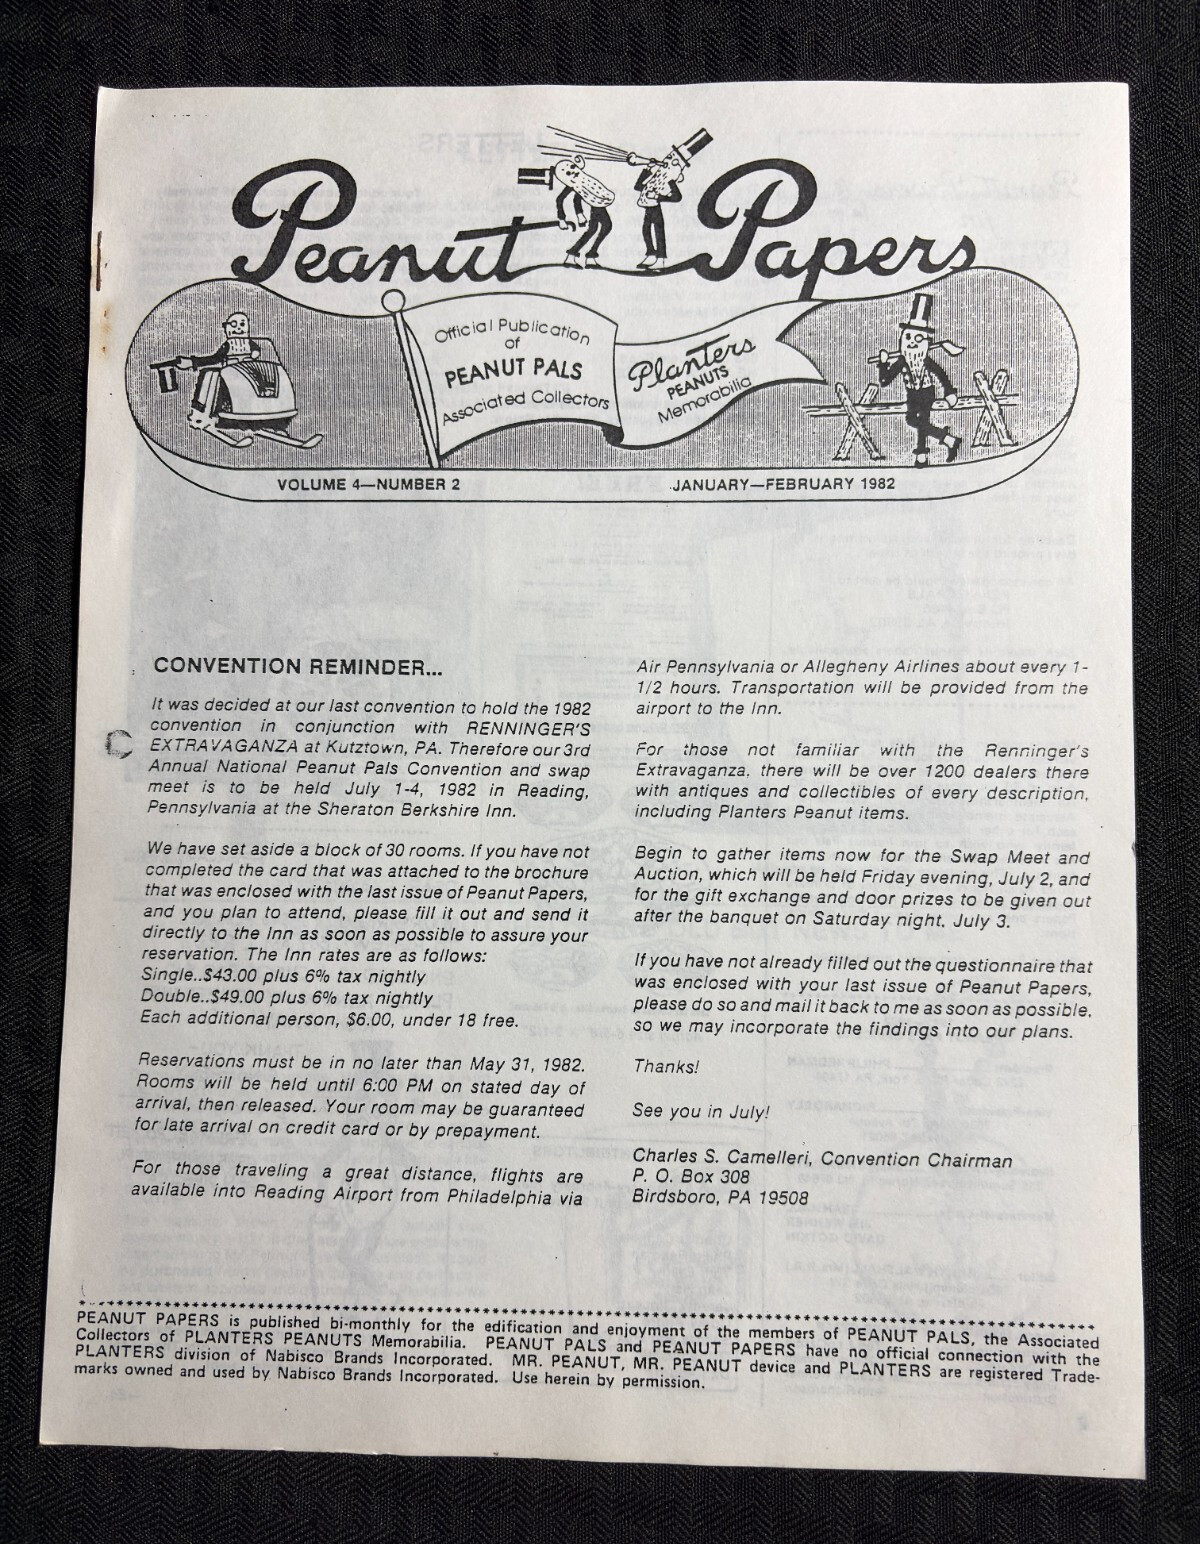 Peanut Papers
Official Publication
of
PEANUT PALS
Associated Collectors
Planters
PEANUTS
Memorabilia
VOLUME 4—NUMBER 2
JANUARY—FEBRUARY 1982
CONVENTION REMINDER...
It was decided at our last convention to hold the 1982
convention in conjunction with RENNINGER'S
EXTRAVAGANZA at Kutztown, PA. Therefore our 3rd
Annual National Peanut Pals Convention and swap
meet is to be held July 1-4, 1982 in Reading,
Pennsylvania at the Sheraton Berkshire Inn.
We have set aside a block of 30 rooms. If you have not
completed the card that was attached to the brochure
that was enclosed with the last issue of Peanut Papers,
and you plan to attend, please fill it out and send it
directly to the Inn as soon as possible to assure your
reservation. The Inn rates are as follows:
Single..$43.00 plus 6% tax nightly
Double..$49.00 plus 6% tax nightly
Each additional person, $6.00, under 18 free.
Reservations must be in no later than May 31, 1982.
Rooms will be held until 6:00 PM on stated day of
arrival, then released. Your room may be guaranteed
for late arrival on credit card or by prepayment.
For those traveling a great distance, flights are
available into Reading Airport from Philadelphia via
Air Pennsylvania or Allegheny Airlines about every 1-
1/2 hours. Transportation will be provided from the
airport to the Inn.
For those not familiar with the Renninger's
Extravaganza. there will be over 1200 dealers there
with antiques and collectibles of every description,
including Planters Peanut items.
Begin to gather items now for the Swap Meet and
Auction, which will be held Friday evening, July 2, and
for the gift exchange and door prizes to be given out
after the banquet on Saturday night, July 3.
If you have not already filled out the questionnaire that
was enclosed with your last issue of Peanut Papers,
please do so and mail it back to me as soon as possible,
so we may incorporate the findings into our plans.
Thanks!
See you in July!
Charles S. Camelleri, Convention Chairman
P. O. Box 308
Birdsboro, PA 19508
PEANUT PAPERS is published bi-monthly for the edification and enjoyment of the members of PEANUT PALS, the Associated
Collectors of PLANTERS PEANUTS Memorabilia. PEANUT PALS and PEANUT PAPERS have no official connection with the
PLANTERS division of Nabisco Brands Incorporated. MR. PEANUT, MR. PEANUT device and PLANTERS are registered Trade-
marks owned and used by Nabisco Brands Incorporated. Use herein by permission.